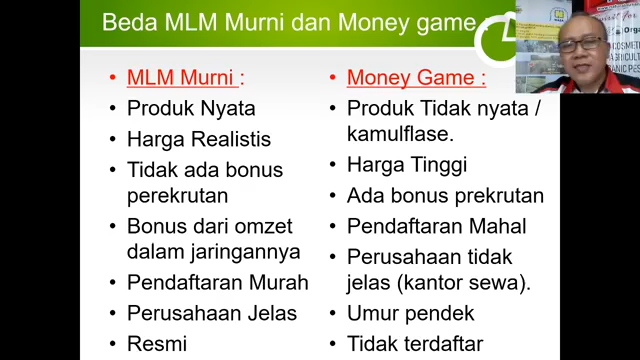 Beda MLM Murni dan Money game :
MLM Murni :
Produk Nyata
Harga Realistis
Tidak ada bonus
perekrutan
Bonus dari omzet
dalam jaringannya
Pendaftaran Murah
Perusahaan Jelas
Resmi
Money Game :
Produk Tidak nyata /
kamulflase.
Harga Tinggi
Ada bonus prekrutan
Pendaftaran Mahal
Perusahaan tidak
jelas (kantor sewa).
Umur pendek
Tidak terdaftar